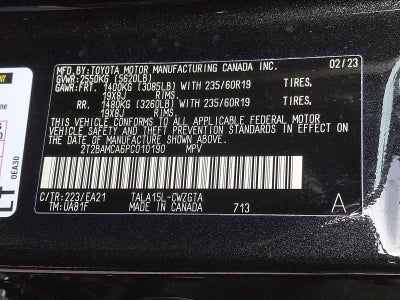 MFD. BY: TOYOTA MOTOR MANUFACTURING CANADA INC. 02/23
GVWR: 2550KG (5620LB)
GAWR: FRT. 1400KG (3085LB) WITH 235/60R19 TIRES,
19X8J RIMS,
RR. 1480KG (3260LB) WITH 235/60R19 TIRES,
19X8J RIMS,
THIS VEHICLE CONFORMS TO ALL APPLICABLE FEDERAL MOTOR
VEHICLE SAFETY AND BUMPER STANDARDS IN EFFECT ON
THE DATE OF MANUFACTURE SHOWN ABOVE.
2T2BAMCA6PC010190 MPV
C/TR: 223/EA21 TALA15L-CWZGTA A
TM: UA81F MADE IN CANADA 713
0EA30
LT